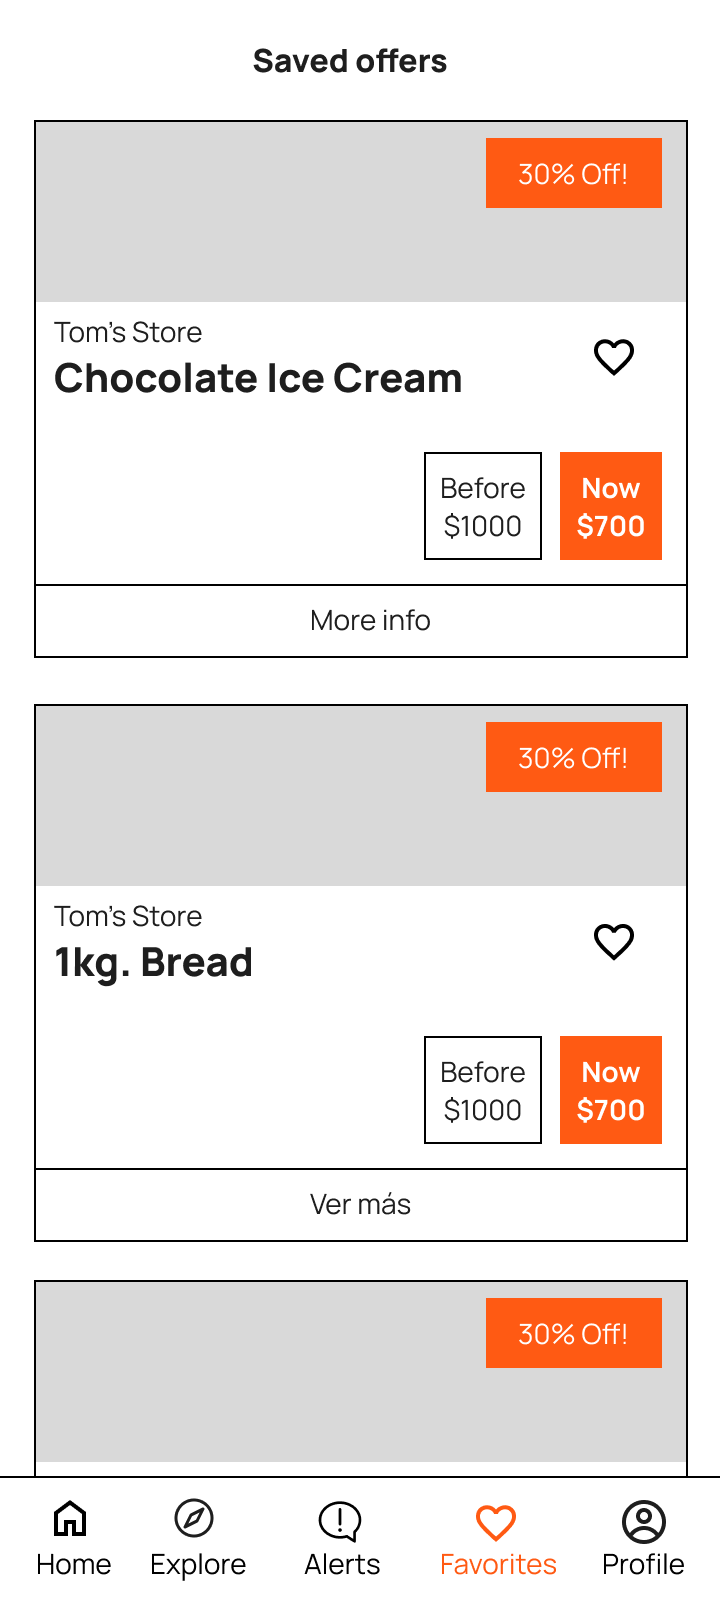 Saved offers
30% Off!
Tom's Store
Chocolate Ice Cream
Before
$1000
Now
$700
More info
30% Off!
Tom's Store
1kg. Bread
Before
$1000
Now
$700
Ver más
30% Off!
Home
Explore
Alerts
Favorites
Profile